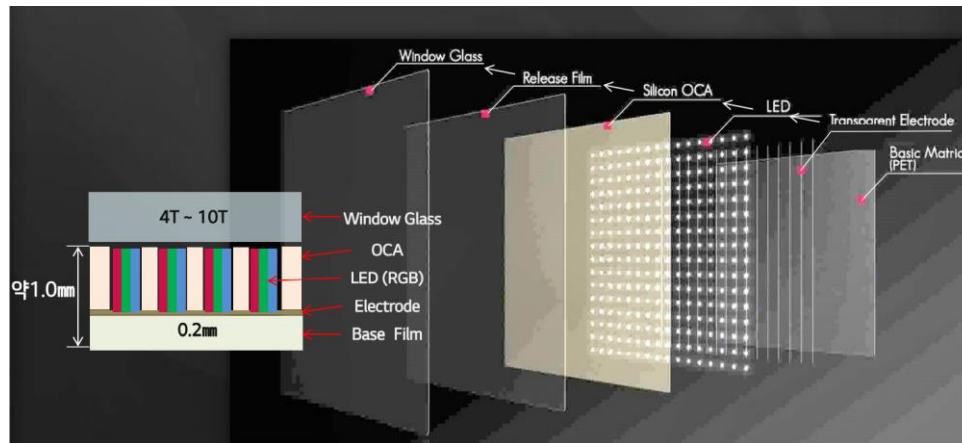 Window Glass
Release Film
Silicon OCA
LED
Transparent Electrode
Basic Matric
(PET)
4T ~ 10T
Window Glass
OCA
LED (RGB)
약1.0㎜
Electrode
0.2㎜
Base Film